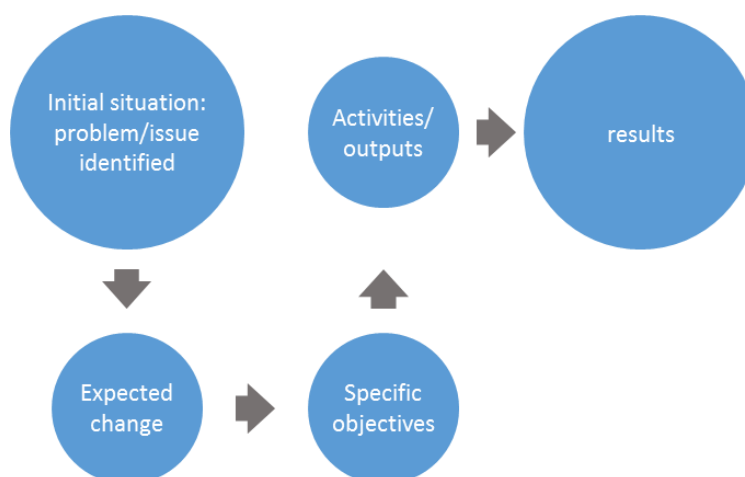 Initial situation:
problem/issue
identified
Expected
change
Specific
objectives
Activities/
outputs
results